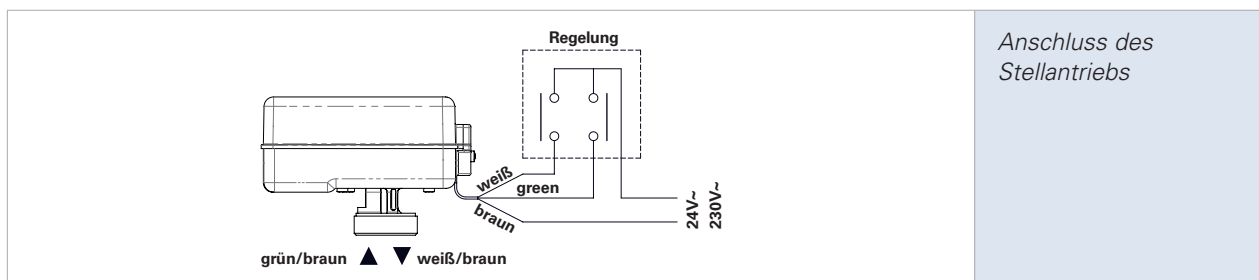 Regelung
Anschluss des
Stellantriebs
weiß
green
braun
24V~
230V~
grün/braun ▲ ▼ weiß/braun